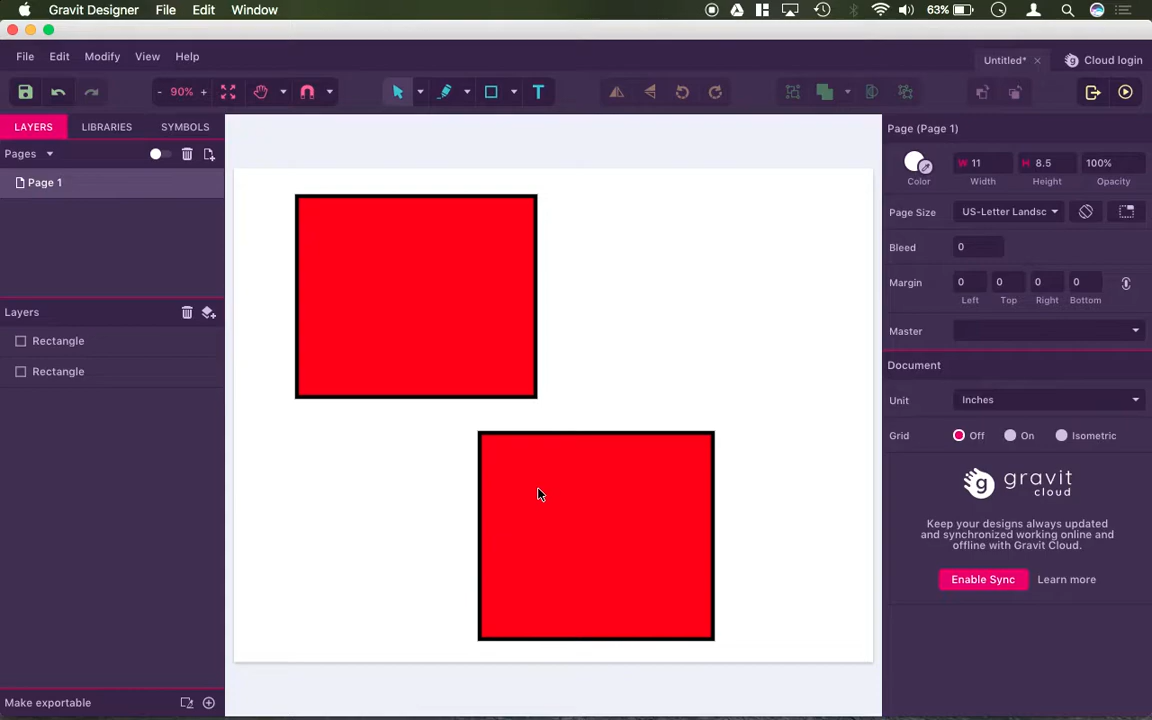 Gravit Designer File Edit Window 63%
File Edit Modify View Help Untitled* × Cloud login
- 90% + T
LAYERS LIBRARIES SYMBOLS
Pages
Page 1
Layers
Rectangle
Rectangle
Make exportable
Page (Page 1)
W 11 H 8.5 100%
Color Width Height Opacity
Page Size US-Letter Landsc
Bleed 0
Margin 0 0 0 0
Left Top Right Bottom
Master
Document
Unit Inches
Grid Off On Isometric
g gravit
cloud
Keep your designs always updated
and synchronized working online and
offline with Gravit Cloud.
Enable Sync Learn more